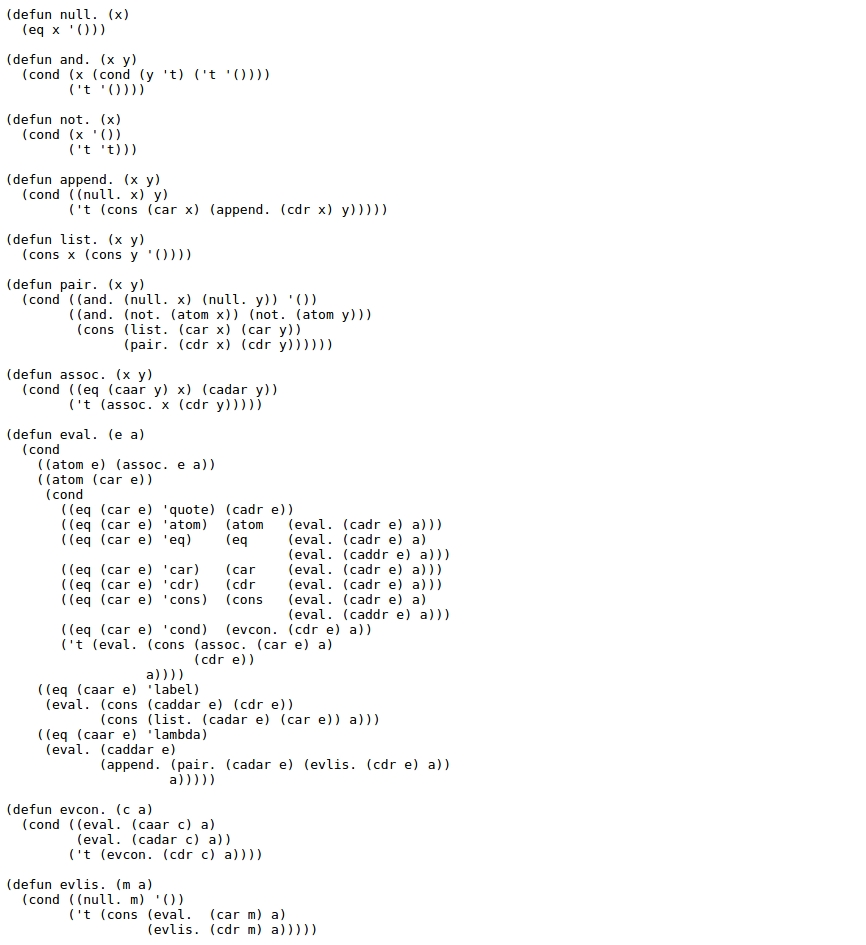 (defun null. (x)
  (eq x '()))

(defun and. (x y)
  (cond (x (cond (y 't) ('t '())))
        ('t '())))

(defun not. (x)
  (cond (x '())
        ('t 't)))

(defun append. (x y)
  (cond ((null. x) y)
        ('t (cons (car x) (append. (cdr x) y)))))

(defun list. (x y)
  (cons x (cons y '())))

(defun pair. (x y)
  (cond ((and. (null. x) (null. y)) '())
        ((and. (not. (atom x)) (not. (atom y)))
         (cons (list. (car x) (car y))
               (pair. (cdr x) (cdr y))))))

(defun assoc. (x y)
  (cond ((eq (caar y) x) (cadar y))
        ('t (assoc. x (cdr y)))))

(defun eval. (e a)
  (cond
    ((atom e) (assoc. e a))
    ((atom (car e))
     (cond
       ((eq (car e) 'quote) (cadr e))
       ((eq (car e) 'atom)  (atom   (eval. (cadr e) a)))
       ((eq (car e) 'eq)    (eq     (eval. (cadr e) a)
                                    (eval. (caddr e) a)))
       ((eq (car e) 'car)   (car    (eval. (cadr e) a)))
       ((eq (car e) 'cdr)   (cdr    (eval. (cadr e) a)))
       ((eq (car e) 'cons)  (cons   (eval. (cadr e) a)
                                    (eval. (caddr e) a)))
       ((eq (car e) 'cond)  (evcon. (cdr e) a))
       ('t (eval. (cons (assoc. (car e) a)
                        (cdr e))
                  a))))
    ((eq (caar e) 'label)
     (eval. (cons (caddar e) (cdr e))
            (cons (list. (cadar e) (car e)) a)))
    ((eq (caar e) 'lambda)
     (eval. (caddar e)
            (append. (pair. (cadar e) (evlis. (cdr e) a))
                     a)))))

(defun evcon. (c a)
  (cond ((eval. (caar c) a)
         (eval. (cadar c) a))
        ('t (evcon. (cdr c) a))))

(defun evlis. (m a)
  (cond ((null. m) '())
        ('t (cons (eval.  (car m) a)
                  (evlis. (cdr m) a)))))